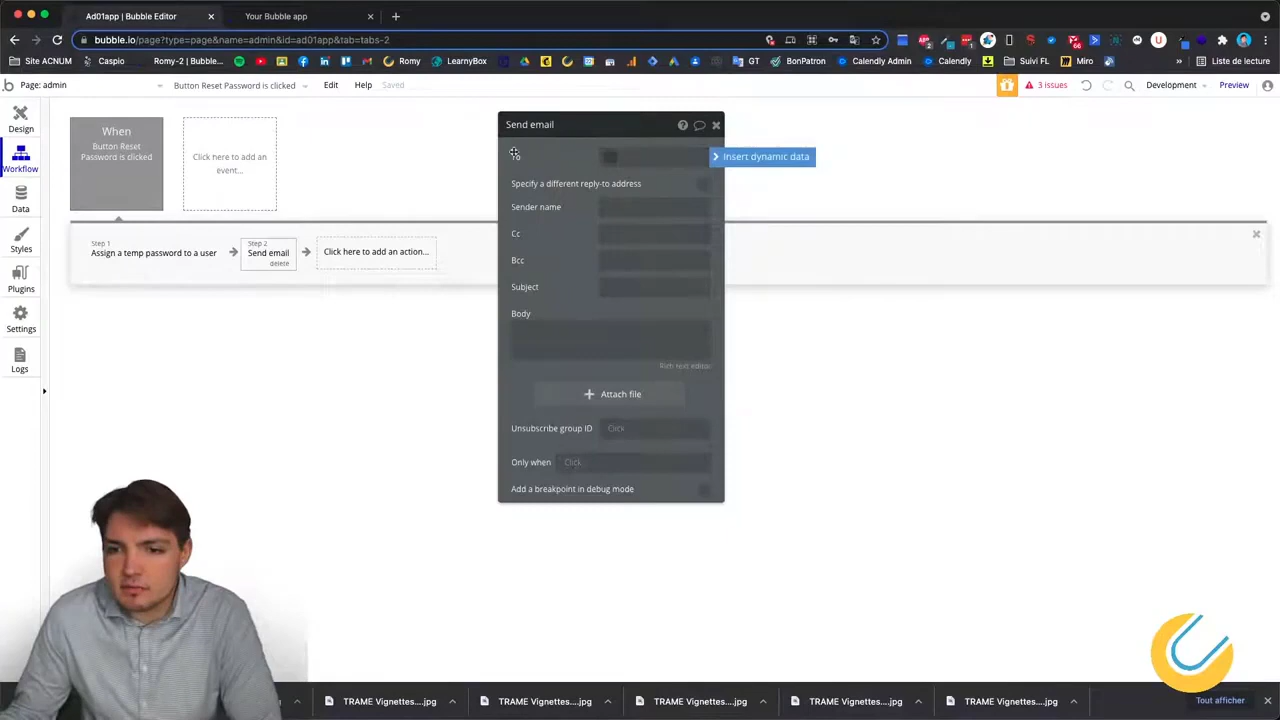 Ad01app | Bubble Editor
Your Bubble app
bubble.io/page?type=page&name=admin&id=ad01app&tab=tabs-2
Site ACNUM
Caspio
Romy-2 | Bubble...
Romy
LearnyBox
GT
BonPatron
Calendly Admin
Calendly
Suivi FL
Miro
»
Liste de lecture
Page: admin
Button Reset Password is clicked
Edit
Help
Saved
3 issues
Development
Preview
Design
Workflow
Data
Styles
Plugins
Settings
Logs
When
Button Reset
Password is clicked
Click here to add an
event...
Step 1
Assign a temp password to a user
Step 2
Send email
delete
Click here to add an action...
Send email
To
Insert dynamic data
Specify a different reply-to address
Sender name
Cc
Bcc
Subject
Body
Rich text editor
Attach file
Unsubscribe group ID
Click
Only when
Click
Add a breakpoint in debug mode
TRAME Vignettes....jpg
TRAME Vignettes....jpg
TRAME Vignettes....jpg
TRAME Vignettes....jpg
TRAME Vignettes....jpg
Tout afficher